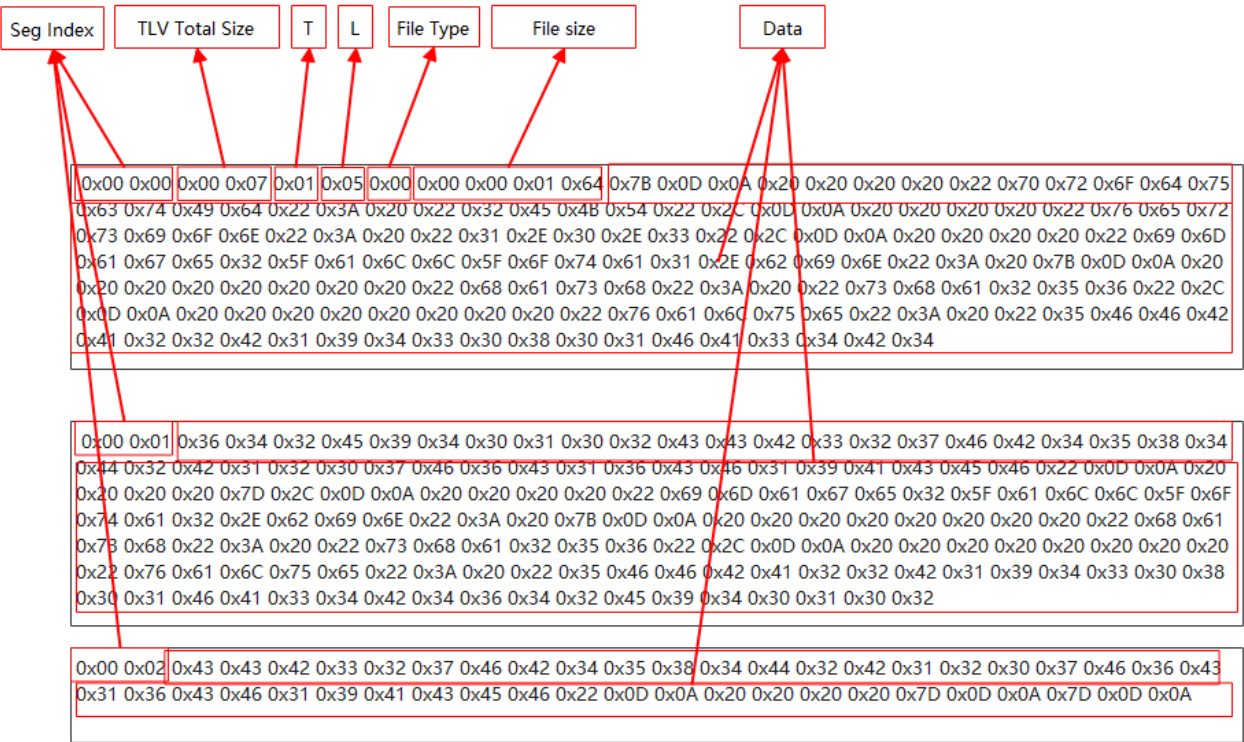 Seg Index TLV Total Size T L File Type File size Data
0x00 0x00 0x00 0x07 0x01 0x05 0x00 0x00 0x00 0x01 0x64 0x7B 0x0D 0x0A 0x20 0x20 0x20 0x20 0x22 0x70 0x72 0x6F 0x64 0x75
0x63 0x74 0x49 0x64 0x22 0x3A 0x20 0x22 0x32 0x45 0x4B 0x54 0x22 0x2C 0x0D 0x0A 0x20 0x20 0x20 0x20 0x22 0x76 0x65 0x72
0x73 0x69 0x6F 0x6E 0x22 0x3A 0x20 0x22 0x31 0x2E 0x30 0x2E 0x33 0x22 0x2C 0x0D 0x0A 0x20 0x20 0x20 0x20 0x22 0x69 0x6D
0x61 0x67 0x65 0x32 0x5F 0x61 0x6C 0x6C 0x5F 0x6F 0x74 0x61 0x31 0x2E 0x62 0x69 0x6E 0x22 0x3A 0x20 0x7B 0x0D 0x0A 0x20
0x20 0x20 0x20 0x20 0x20 0x20 0x20 0x22 0x68 0x61 0x73 0x68 0x22 0x3A 0x20 0x22 0x73 0x68 0x61 0x32 0x35 0x36 0x22 0x2C
0x0D 0x0A 0x20 0x20 0x20 0x20 0x20 0x20 0x20 0x20 0x22 0x76 0x61 0x6C 0x75 0x65 0x22 0x3A 0x20 0x22 0x35 0x46 0x46 0x42
0x41 0x32 0x32 0x42 0x31 0x39 0x34 0x33 0x30 0x38 0x30 0x31 0x46 0x41 0x33 0x34 0x42 0x34
0x00 0x01 0x36 0x34 0x32 0x45 0x39 0x34 0x30 0x31 0x30 0x32 0x43 0x43 0x42 0x33 0x32 0x37 0x46 0x42 0x34 0x35 0x38 0x34
0x44 0x32 0x42 0x31 0x32 0x30 0x37 0x46 0x36 0x43 0x31 0x36 0x43 0x46 0x31 0x39 0x41 0x43 0x45 0x46 0x22 0x0D 0x0A 0x20
0x20 0x20 0x20 0x7D 0x2C 0x0D 0x0A 0x20 0x20 0x20 0x20 0x22 0x69 0x6D 0x61 0x67 0x65 0x32 0x5F 0x61 0x6C 0x6C 0x5F 0x6F
0x74 0x61 0x32 0x2E 0x62 0x69 0x6E 0x22 0x3A 0x20 0x7B 0x0D 0x0A 0x20 0x20 0x20 0x20 0x20 0x20 0x20 0x20 0x22 0x68 0x61
0x73 0x68 0x22 0x3A 0x20 0x22 0x73 0x68 0x61 0x32 0x35 0x36 0x22 0x2C 0x0D 0x0A 0x20 0x20 0x20 0x20 0x20 0x20 0x20 0x20
0x22 0x76 0x61 0x6C 0x75 0x65 0x22 0x3A 0x20 0x22 0x35 0x46 0x46 0x42 0x41 0x32 0x32 0x42 0x31 0x39 0x34 0x33 0x30 0x38
0x30 0x31 0x46 0x41 0x33 0x34 0x42 0x34 0x36 0x34 0x32 0x45 0x39 0x34 0x30 0x31 0x30 0x32
0x00 0x02 0x43 0x43 0x42 0x33 0x32 0x37 0x46 0x42 0x34 0x35 0x38 0x34 0x44 0x32 0x42 0x31 0x32 0x30 0x37 0x46 0x36 0x43
0x31 0x36 0x43 0x46 0x31 0x39 0x41 0x43 0x45 0x46 0x22 0x0D 0x0A 0x20 0x20 0x20 0x20 0x7D 0x0D 0x0A 0x7D 0x0D 0x0A